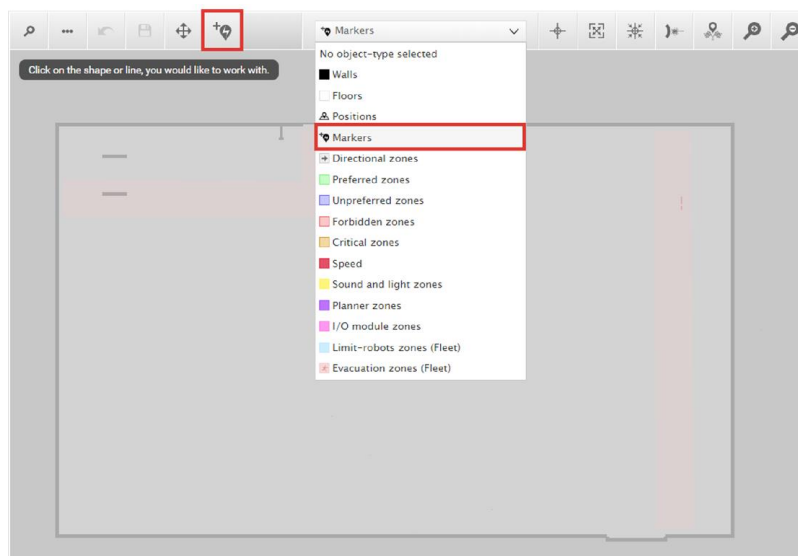 Markers
Click on the shape or line, you would like to work with.
No object-type selected
Walls
Floors
Positions
Markers
Directional zones
Preferred zones
Unpreferred zones
Forbidden zones
Critical zones
Speed
Sound and light zones
Planner zones
I/O module zones
Limit-robots zones (Fleet)
Evacuation zones (Fleet)